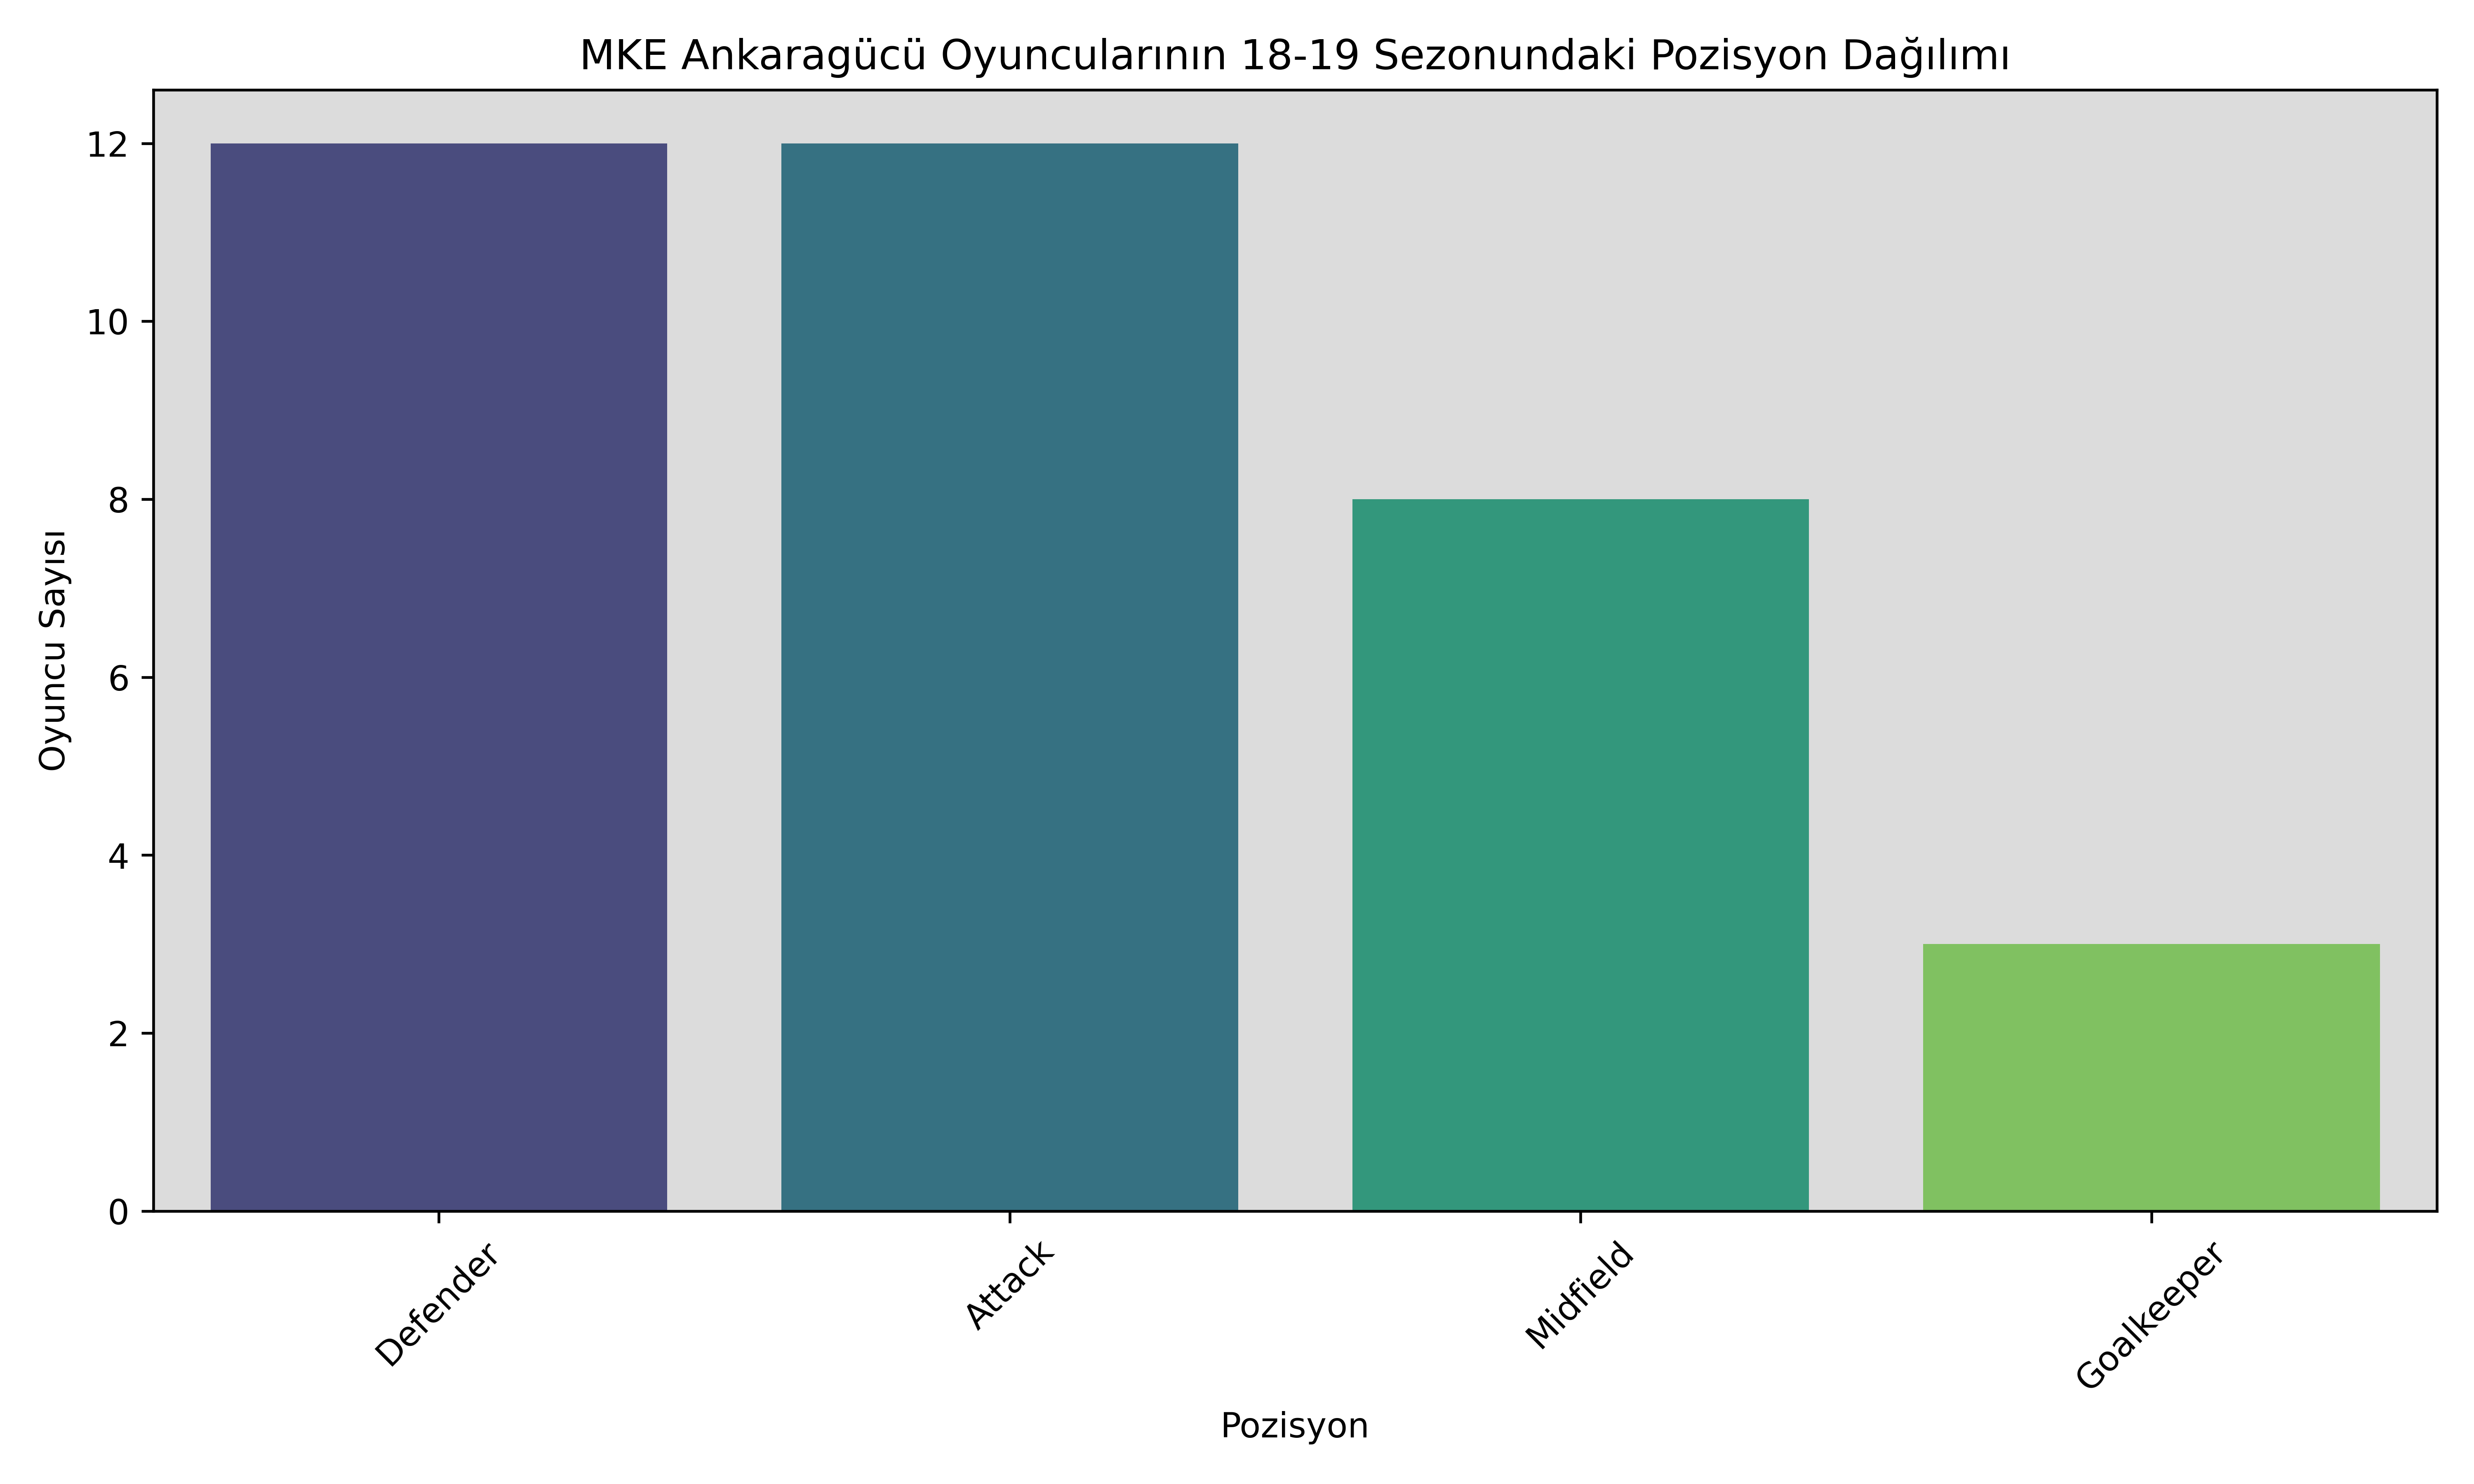 MKE Ankaragücü Oyuncularının 18-19 Sezonundaki Pozisyon Dağılımı
Oyuncu Sayısı
12
10
8
6
4
2
0
Defender
Attack
Midfield
Goalkeeper
Pozisyon